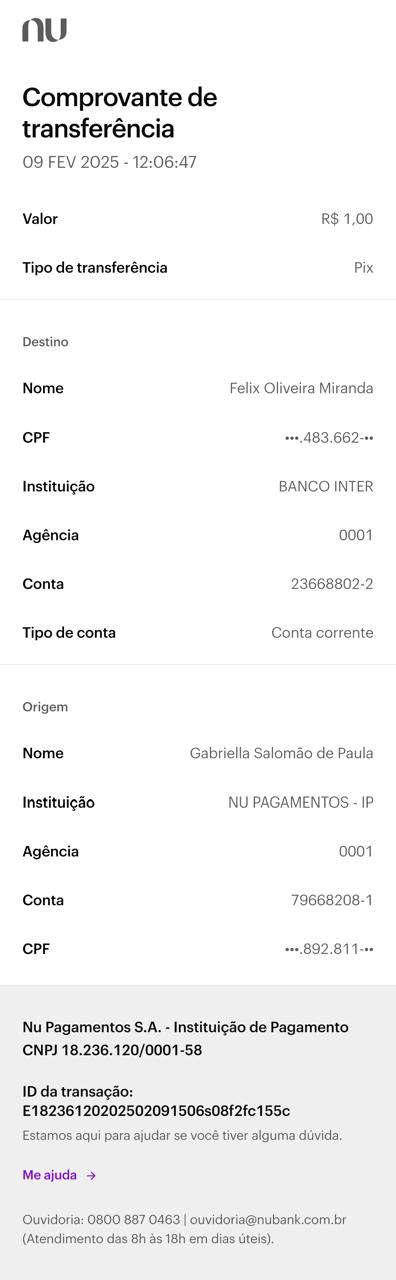 nu
Comprovante de
transferência
09 FEV 2025 - 12:06:47
Valor R$ 1,00
Tipo de transferência Pix
Destino
Nome Felix Oliveira Miranda
CPF •••.483.662-••
Instituição BANCO INTER
Agência 0001
Conta 23668802-2
Tipo de conta Conta corrente
Origem
Nome Gabriella Salomão de Paula
Instituição NU PAGAMENTOS - IP
Agência 0001
Conta 79668208-1
CPF •••.892.811-••
Nu Pagamentos S.A. - Instituição de Pagamento
CNPJ 18.236.120/0001-58
ID da transação:
E18236120202502091506s08f2fc155c
Estamos aqui para ajudar se você tiver alguma dúvida.
Me ajuda →
Ouvidoria: 0800 887 0463 | ouvidoria@nubank.com.br
(Atendimento das 8h às 18h em dias úteis).